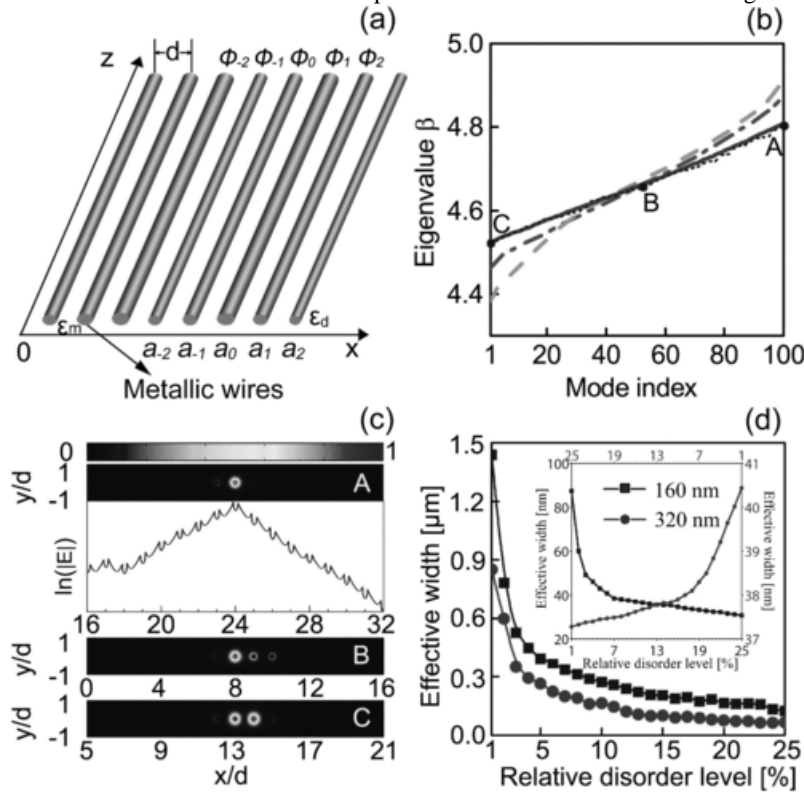 (a)
z
d
Φ-2 Φ-1 Φ0 Φ1 Φ2
εm
εd
0
a-2 a-1 a0 a1 a2
x
Metallic wires
(b)
Eigenvalue β
5.0
4.8
4.6
4.4
A
B
C
1 20 40 60 80 100
Mode index
(c)
0 1
y/d
1
-1
A
ln(|E|)
16 20 24 28 32
y/d
1
-1
B
0 4 8 12 16
y/d
1
-1
C
5 9 13 17 21
x/d
(d)
Effective width [μm]
1.5
1.2
0.9
0.6
0.3
0.0
1 5 10 15 20 25
Relative disorder level [%]
25 19 13 7 1
Effective width [nm]
100
80
60
40
20
160 nm
320 nm
41
40
39
38
37
Effective width [nm]
1 7 13 19 25
Relative disorder level [%]